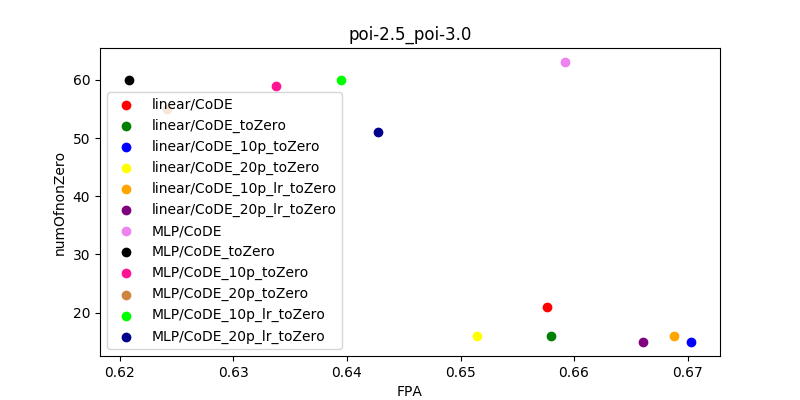 poi-2.5_poi-3.0
60
50
40
30
20
numOfnonZero
linear/CoDE
linear/CoDE_toZero
linear/CoDE_10p_toZero
linear/CoDE_20p_toZero
linear/CoDE_10p_lr_toZero
linear/CoDE_20p_lr_toZero
MLP/CoDE
MLP/CoDE_toZero
MLP/CoDE_10p_toZero
MLP/CoDE_20p_toZero
MLP/CoDE_10p_lr_toZero
MLP/CoDE_20p_lr_toZero
0.62 0.63 0.64 0.65 0.66 0.67
FPA